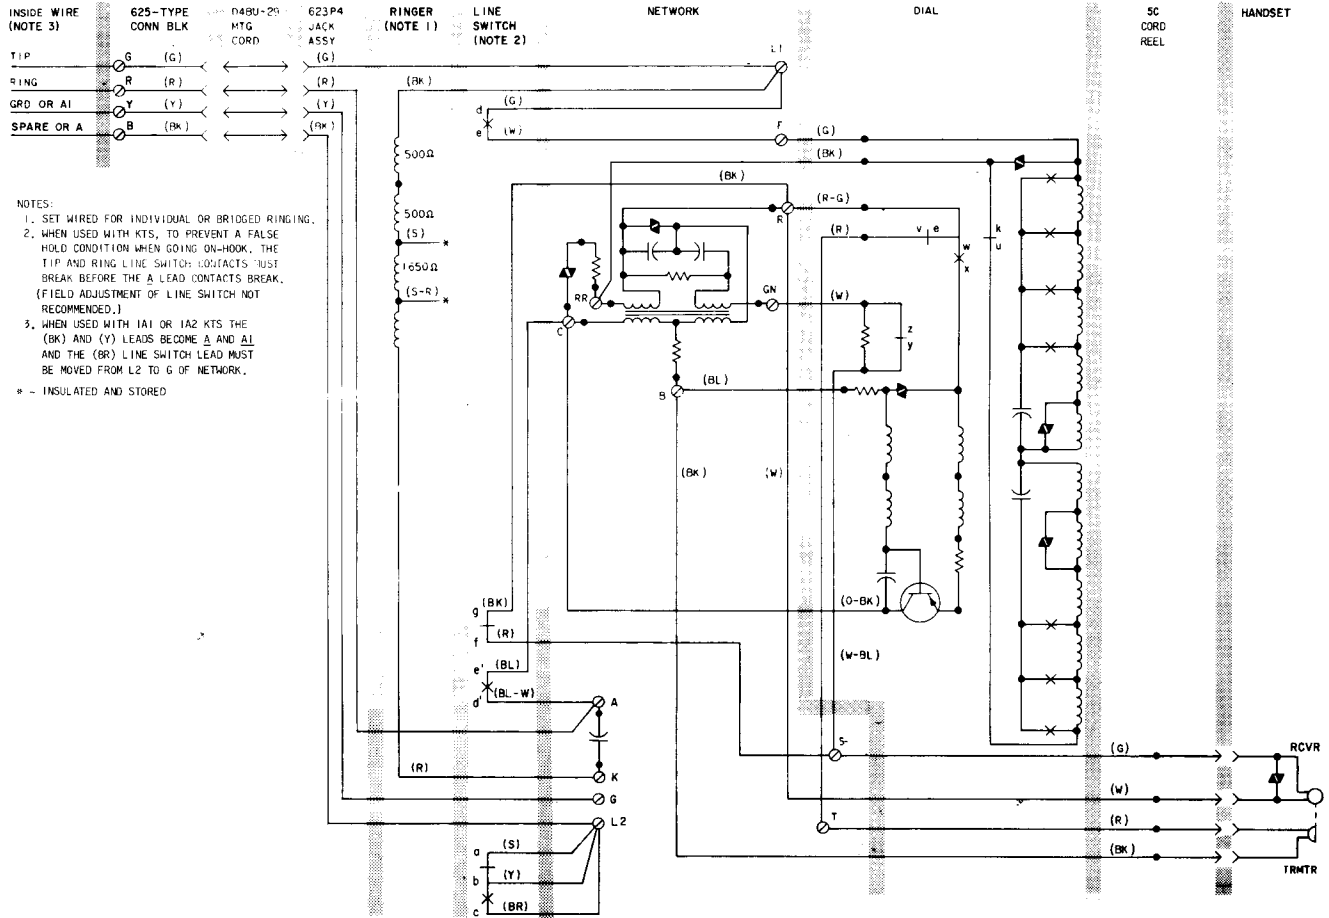 INSIDE WIRE
(NOTE 3)
625-TYPE
CONN BLK
D4BU-29
MTG
CORD
623P4
JACK
ASSY
RINGER
(NOTE 1)
LINE
SWITCH
(NOTE 2)
NETWORK
DIAL
5C
CORD
REEL
HANDSET
TIP
G
(G)
(G)
L1
RING
R
(R)
(R)
(BK)
GRD OR A1
Y
(Y)
(Y)
d
(G)
SPARE OR A
B
(BK)
(BK)
e
(W)
F
(G)
500Ω
(BK)
(BK)
500Ω
R
(R-G)
(S)
*
(R)
v
e
w
x
k
u
1650Ω
(S-R)
*
RR
GN
(W)
C
z
y
B
(BL)
NOTES:
1. SET WIRED FOR INDIVIDUAL OR BRIDGED RINGING.
2. WHEN USED WITH KTS, TO PREVENT A FALSE
HOLD CONDITION WHEN GOING ON-HOOK, THE
TIP AND RING LINE SWITCH CONTACTS MUST
BREAK BEFORE THE A LEAD CONTACTS BREAK.
(FIELD ADJUSTMENT OF LINE SWITCH NOT
RECOMMENDED.)
3. WHEN USED WITH 1A1 OR 1A2 KTS THE
(BK) AND (Y) LEADS BECOME A AND A1
AND THE (BR) LINE SWITCH LEAD MUST
BE MOVED FROM L2 TO G OF NETWORK.
* - INSULATED AND STORED
(BK)
(W)
g
(BK)
(O-BK)
f
(R)
(W-BL)
e'
(BL)
d'
(BL-W)
A
S
(G)
RCVR
(R)
K
(W)
G
L2
T
(R)
a
(S)
(BK)
TRMTR
b
(Y)
c
(BR)